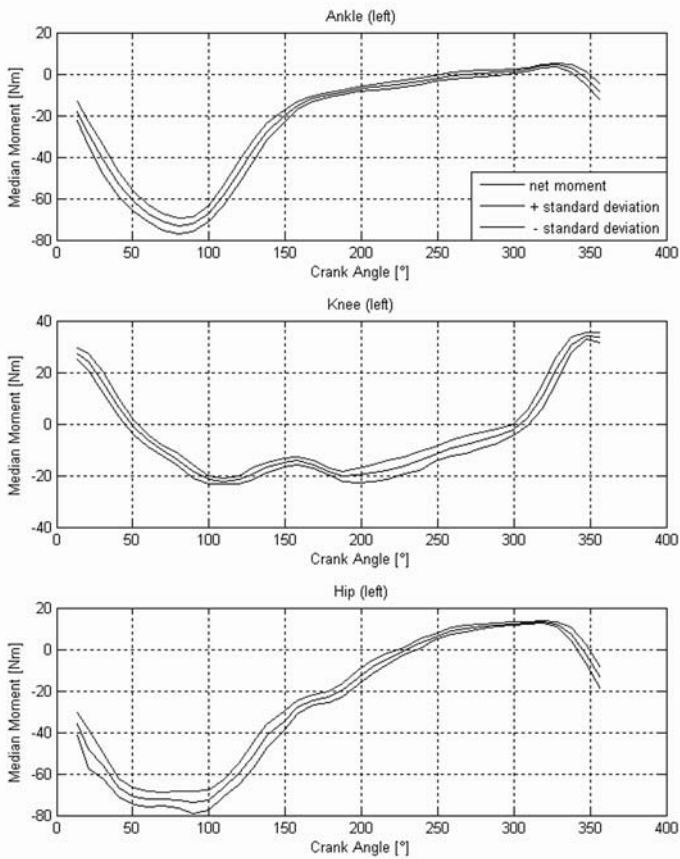 Ankle (left)
20
0
-20
-40
-60
-80
Median Moment [Nm]
net moment
+ standard deviation
- standard deviation
0 50 100 150 200 250 300 350 400
Crank Angle [°]
Knee (left)
40
20
0
-20
-40
Median Moment [Nm]
0 50 100 150 200 250 300 350 400
Crank Angle [°]
Hip (left)
20
0
-20
-40
-60
-80
Median Moment [Nm]
0 50 100 150 200 250 300 350 400
Crank Angle [°]